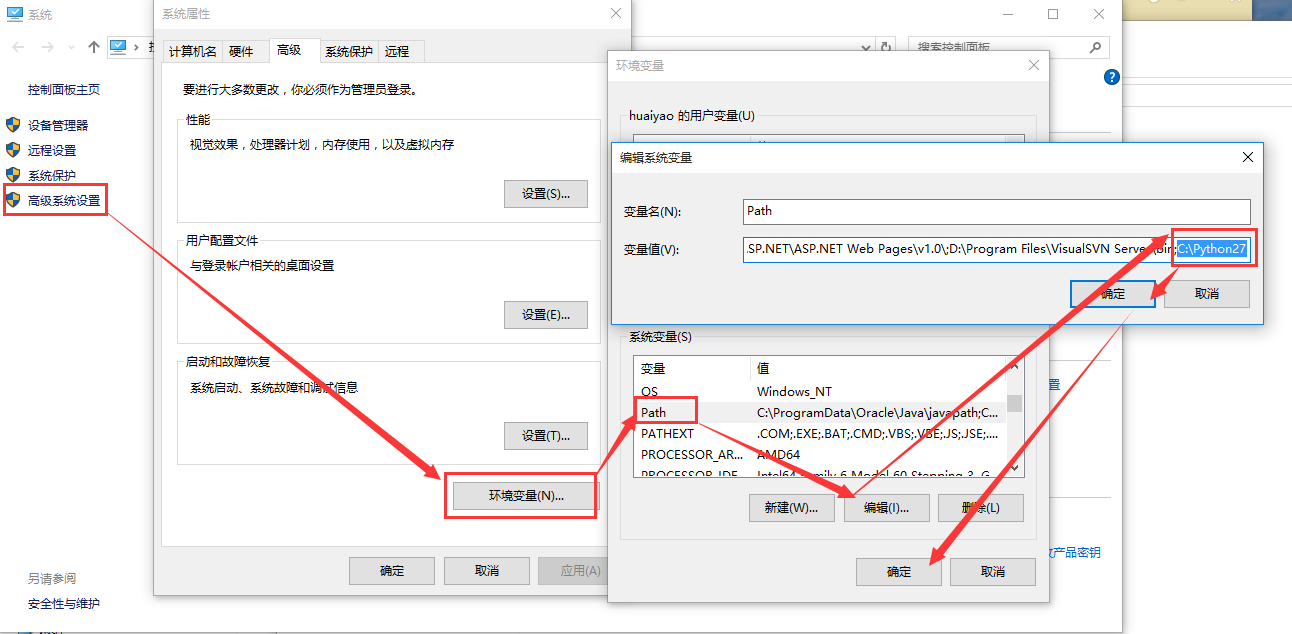 系统
控制面板主页
设备管理器
远程设置
系统保护
高级系统设置
另请参阅
安全性与维护
系统属性
计算机名 硬件 高级 系统保护 远程
要进行大多数更改，你必须作为管理员登录。
性能
视觉效果，处理器计划，内存使用，以及虚拟内存
设置(S)...
用户配置文件
与登录帐户相关的桌面设置
设置(E)...
启动和故障恢复
系统启动、系统故障和调试信息
设置(T)...
环境变量(N)...
确定 取消 应用(A)
搜索控制面板
环境变量
huaiyao 的用户变量(U)
编辑系统变量
变量名(N): Path
变量值(V): .SP.NET\ASP.NET Web Pages\v1.0\;D:\Program Files\VisualSVN Server\bin;C:\Python27
确定 取消
系统变量(S)
变量 值
OS Windows_NT
Path C:\ProgramData\Oracle\Java\javapath;C...
PATHEXT .COM;.EXE;.BAT;.CMD;.VBS;.VBE;.JS;.JSE;....
PROCESSOR_AR... AMD64
PROCESSOR_IDE Intel64 Family 6 Model 60 Stepping 3, G
新建(W)... 编辑(I)... 删除(L)
确定 取消
置
产品密钥